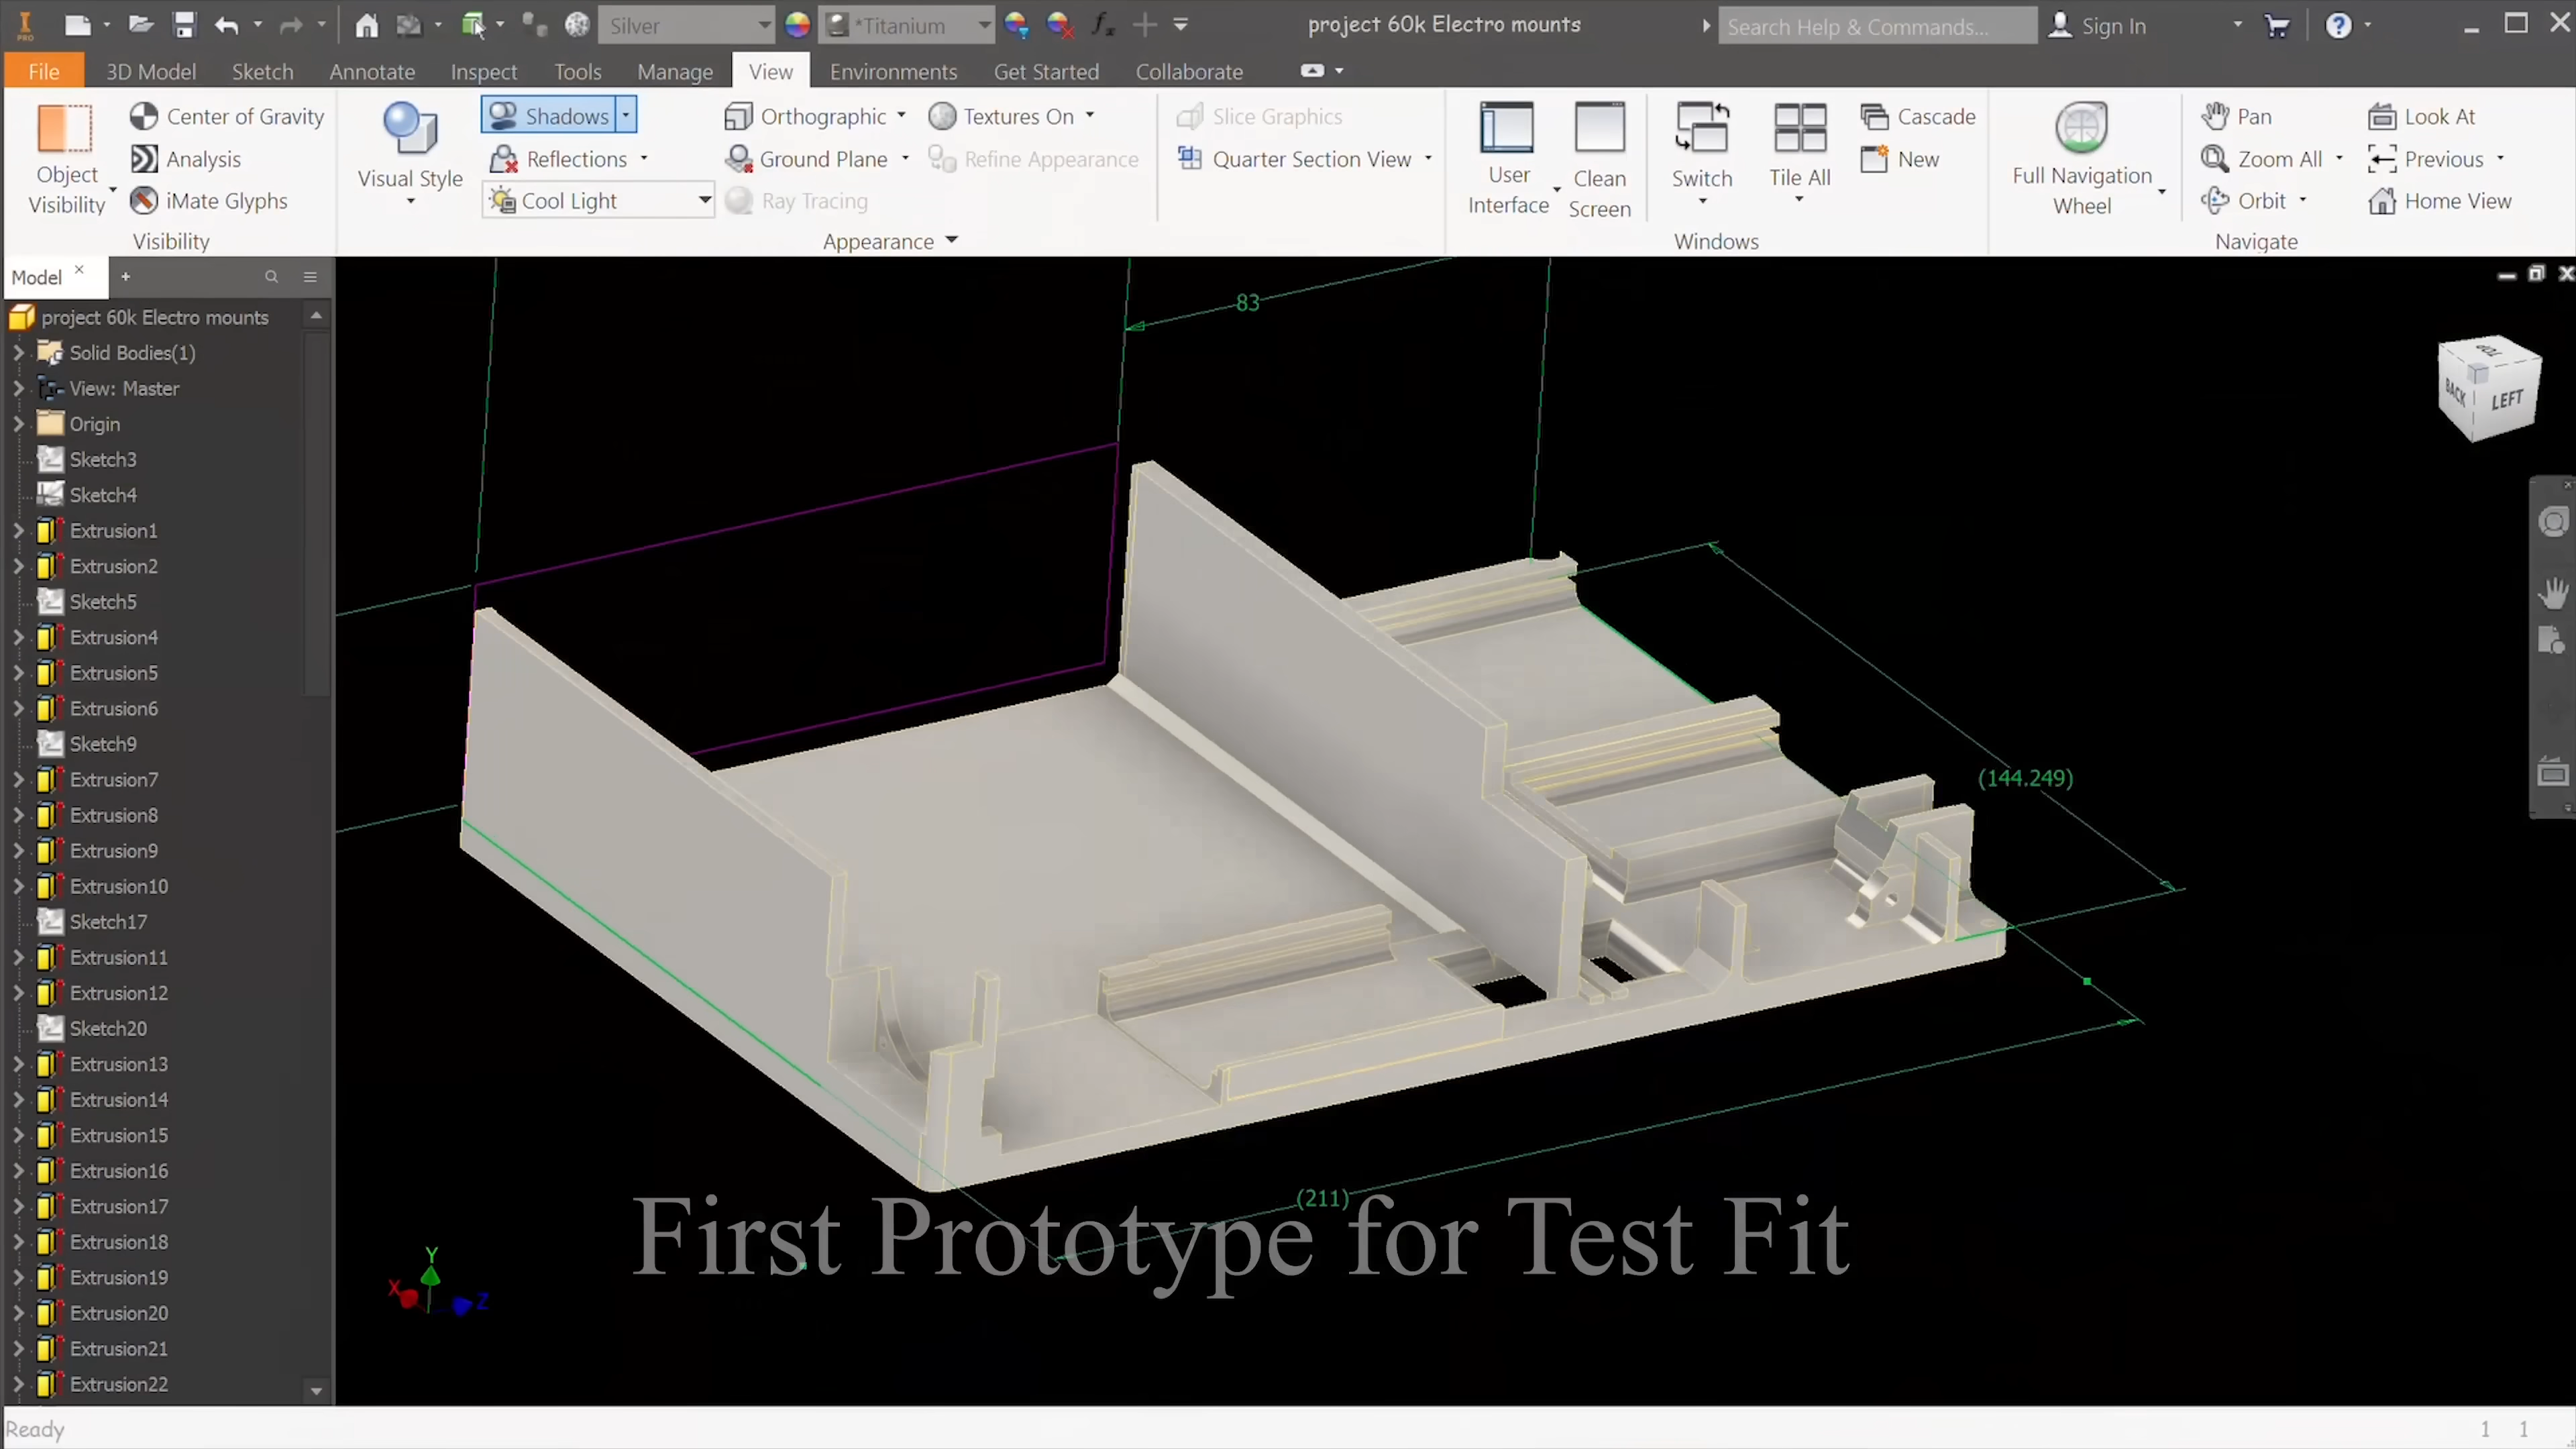 PRO
Silver
*Titanium
fx
project 60k Electro mounts
Search Help & Commands...
Sign In
File
3D Model
Sketch
Annotate
Inspect
Tools
Manage
View
Environments
Get Started
Collaborate
Object Visibility
Center of Gravity
Analysis
iMate Glyphs
Visibility
Visual Style
Shadows
Reflections
Cool Light
Orthographic
Ground Plane
Ray Tracing
Textures On
Refine Appearance
Appearance
Slice Graphics
Quarter Section View
User Interface
Clean Screen
Switch
Tile All
Cascade
New
Windows
Full Navigation Wheel
Pan
Zoom All
Orbit
Look At
Previous
Home View
Navigate
Model
project 60k Electro mounts
Solid Bodies(1)
View: Master
Origin
Sketch3
Sketch4
Extrusion1
Extrusion2
Sketch5
Extrusion4
Extrusion5
Extrusion6
Sketch9
Extrusion7
Extrusion8
Extrusion9
Extrusion10
Sketch17
Extrusion11
Extrusion12
Sketch20
Extrusion13
Extrusion14
Extrusion15
Extrusion16
Extrusion17
Extrusion18
Extrusion19
Extrusion20
Extrusion21
Extrusion22
83
TOP
BACK
LEFT
(144.249)
(211)
First Prototype for Test Fit
Y
X
Z
Ready
1 1